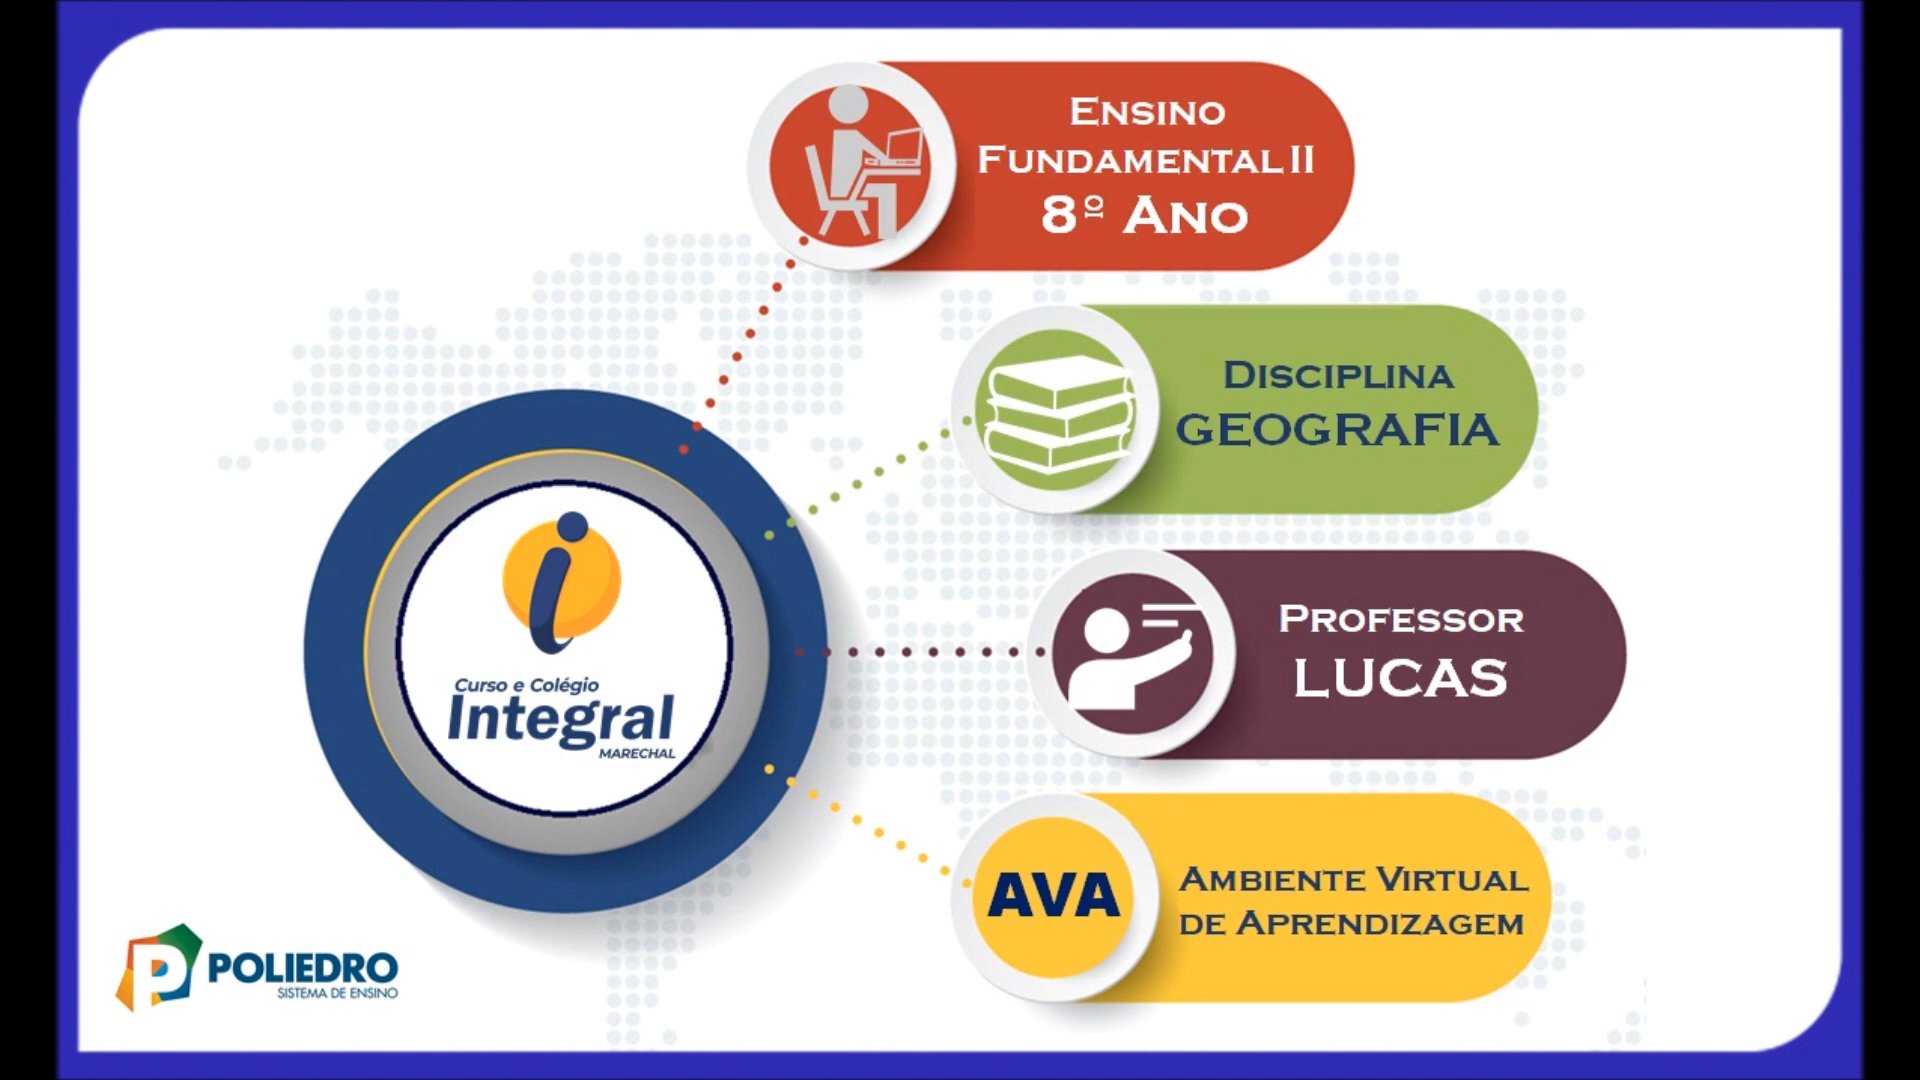 Ensino
Fundamental II
8º Ano
Disciplina
GEOGRAFIA
Professor
LUCAS
AVA
Ambiente Virtual
de Aprendizagem
Curso e Colégio
Integral
MARECHAL
POLIEDRO
SISTEMA DE ENSINO